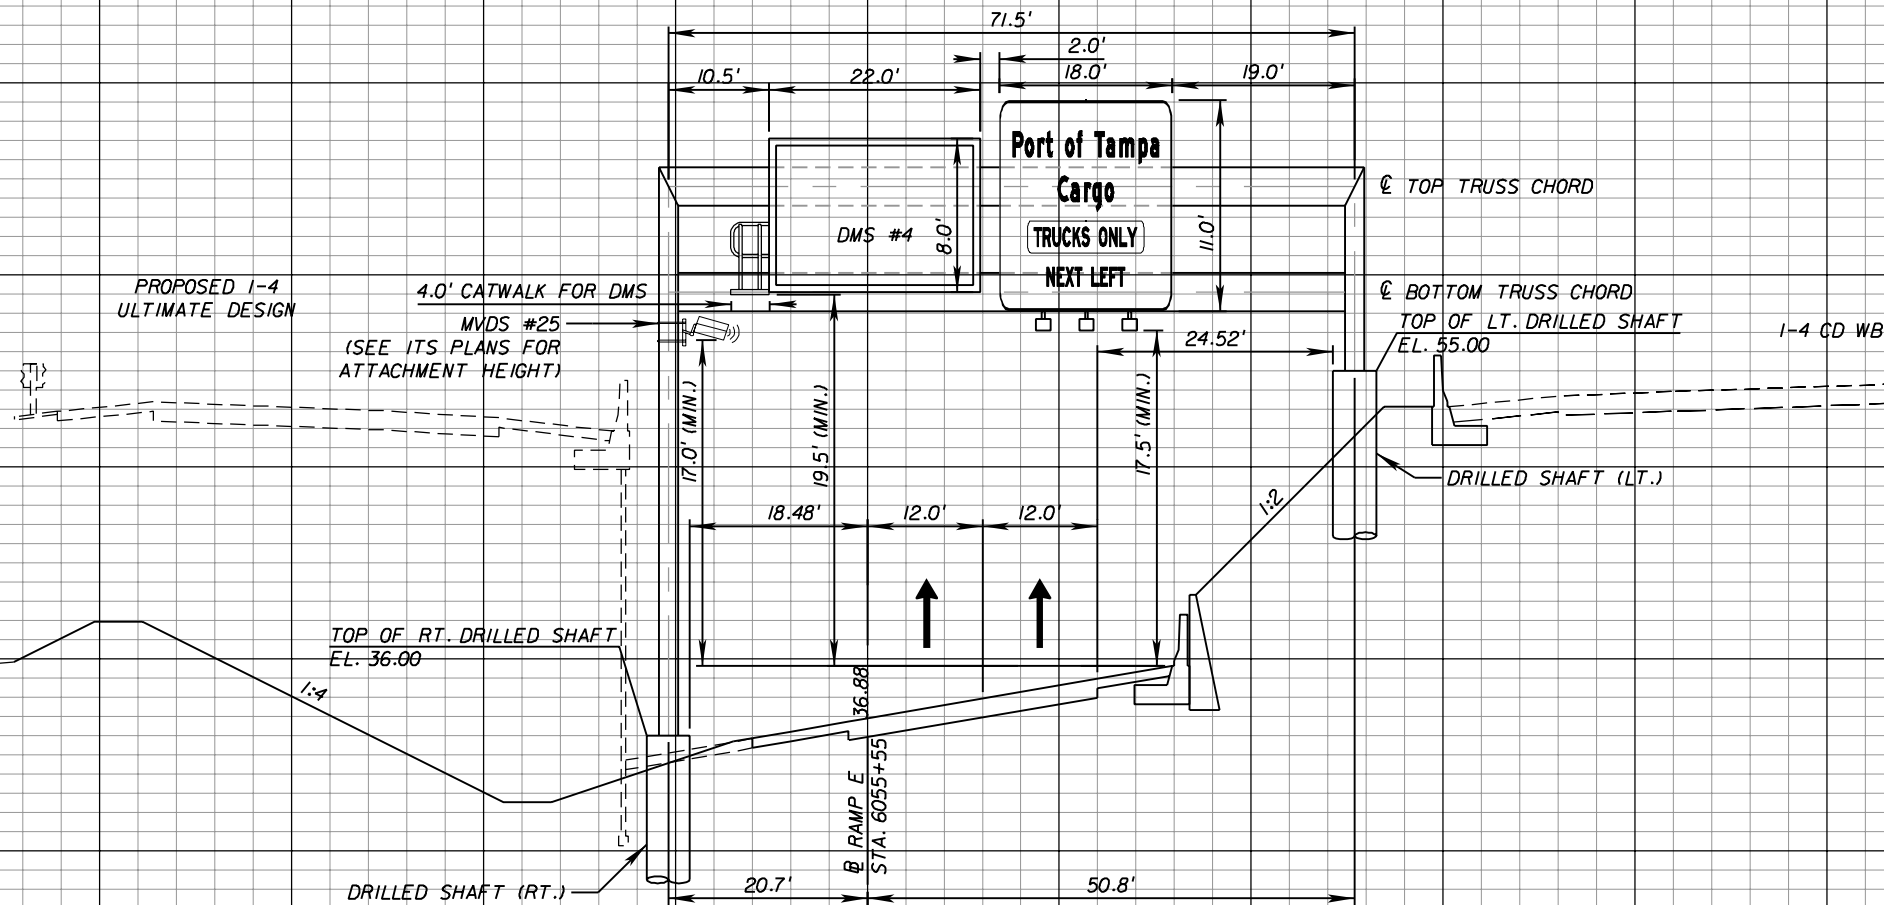 71.5'
2.0'
10.5'
22.0'
18.0'
19.0'
Port of Tampa
Cargo
TRUCKS ONLY
NEXT LEFT
DMS #4
8.0'
11.0'
℄ TOP TRUSS CHORD
PROPOSED I-4
ULTIMATE DESIGN
4.0' CATWALK FOR DMS
℄ BOTTOM TRUSS CHORD
MVDS #25
(SEE ITS PLANS FOR
ATTACHMENT HEIGHT)
TOP OF LT. DRILLED SHAFT
EL. 55.00
I-4 CD WB
24.52'
17.0' (MIN.)
19.5' (MIN.)
17.5' (MIN.)
DRILLED SHAFT (LT.)
1:2
18.48'
12.0'
12.0'
TOP OF RT. DRILLED SHAFT
EL. 36.00
1:4
36.88
BL RAMP E
STA. 6055+55
DRILLED SHAFT (RT.)
20.7'
50.8'